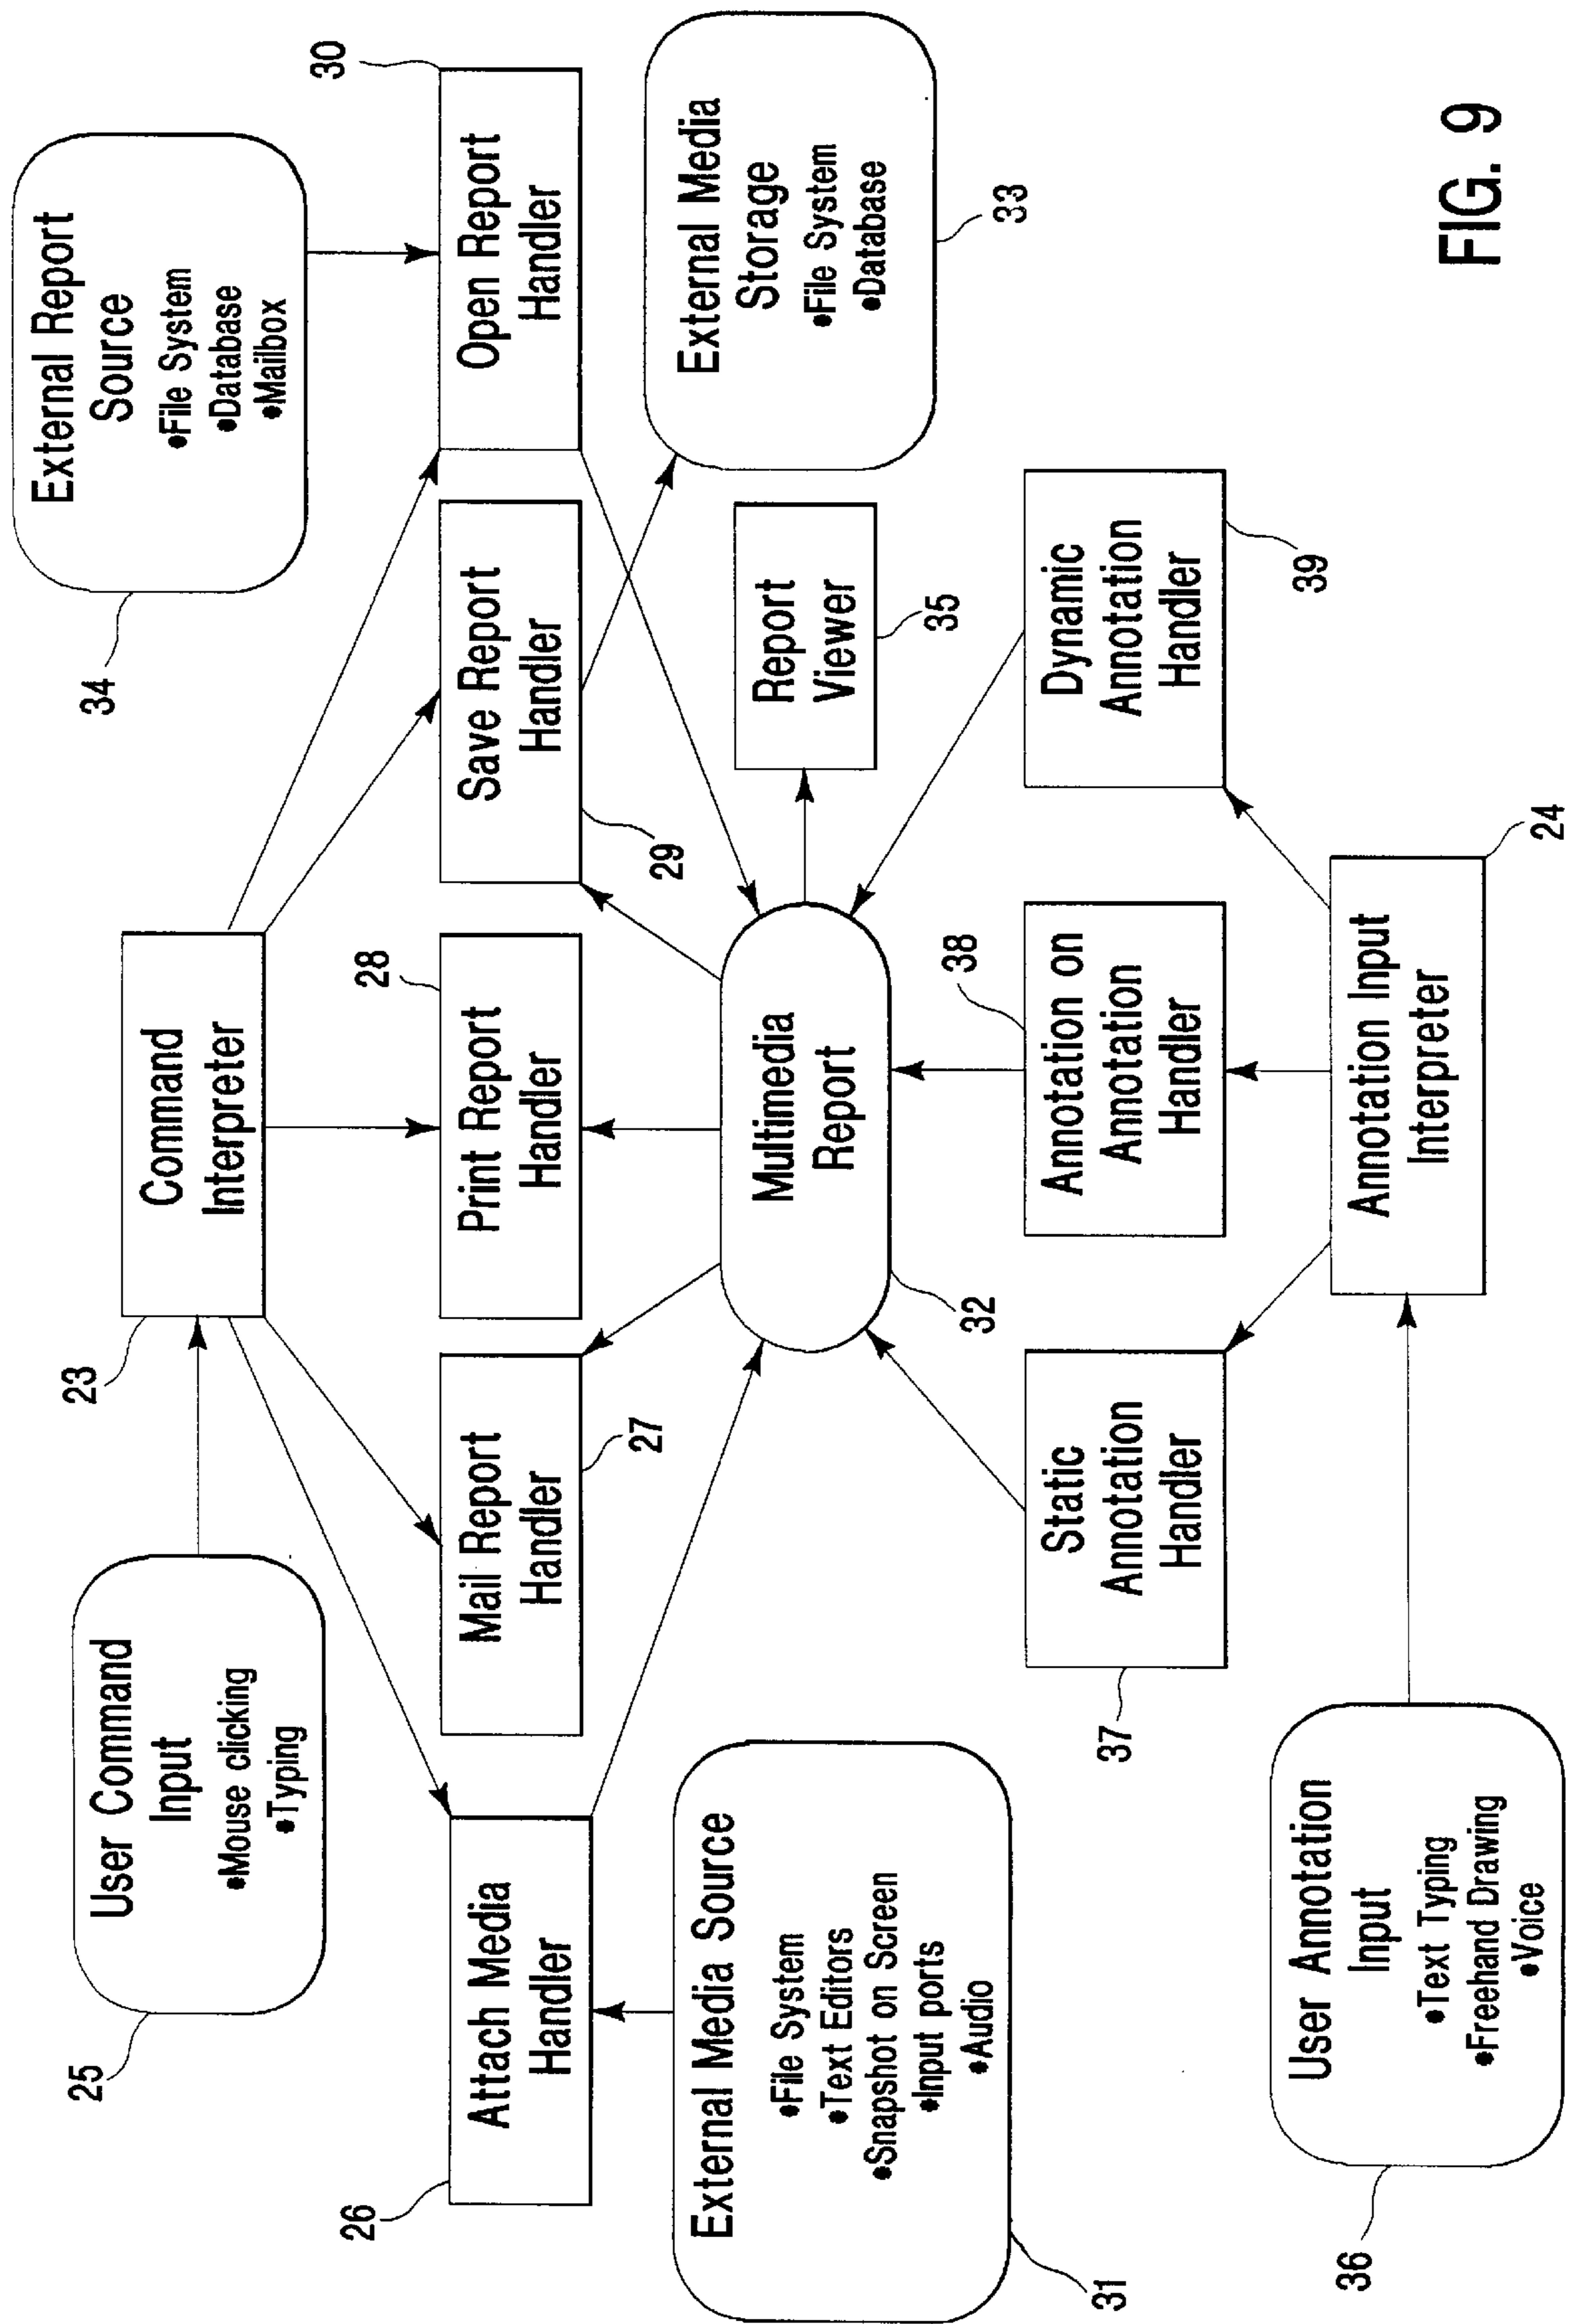 External Report
Source
•File System
•Database
•Mailbox
34
User Command
Input
•Mouse clicking
•Typing
25
Command
Interpreter
23
Attach Media
Handler
26
Mail Report
Handler
27
Print Report
Handler
28
Save Report
Handler
29
Open Report
Handler
30
External Media Source
•File System
•Text Editors
•Snapshot on Screen
•Input ports
•Audio
31
Multimedia
Report
32
Report
Viewer
35
External Media
Storage
•File System
•Database
33
Static
Annotation
Handler
37
Annotation on
Annotation
Handler
38
Dynamic
Annotation
Handler
39
User Annotation
Input
•Text Typing
•Freehand Drawing
•Voice
36
Annotation Input
Interpreter
24
FIG. 9